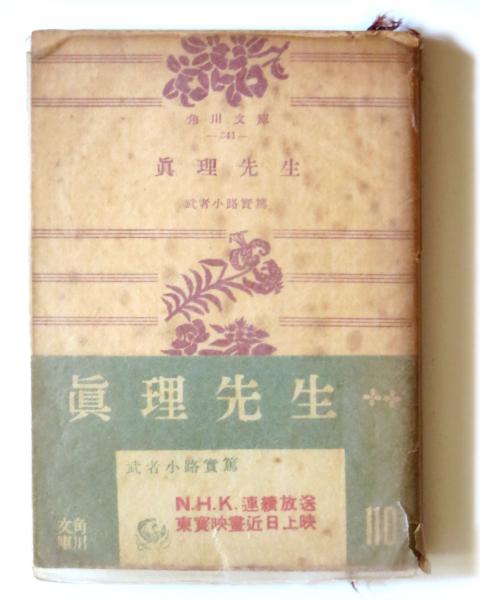 角川文庫
—341—
眞理先生
武者小路實篤
眞理先生
武者小路實篤
N.H.K.連續放送
東寶映畫近日上映
角川
文庫
110